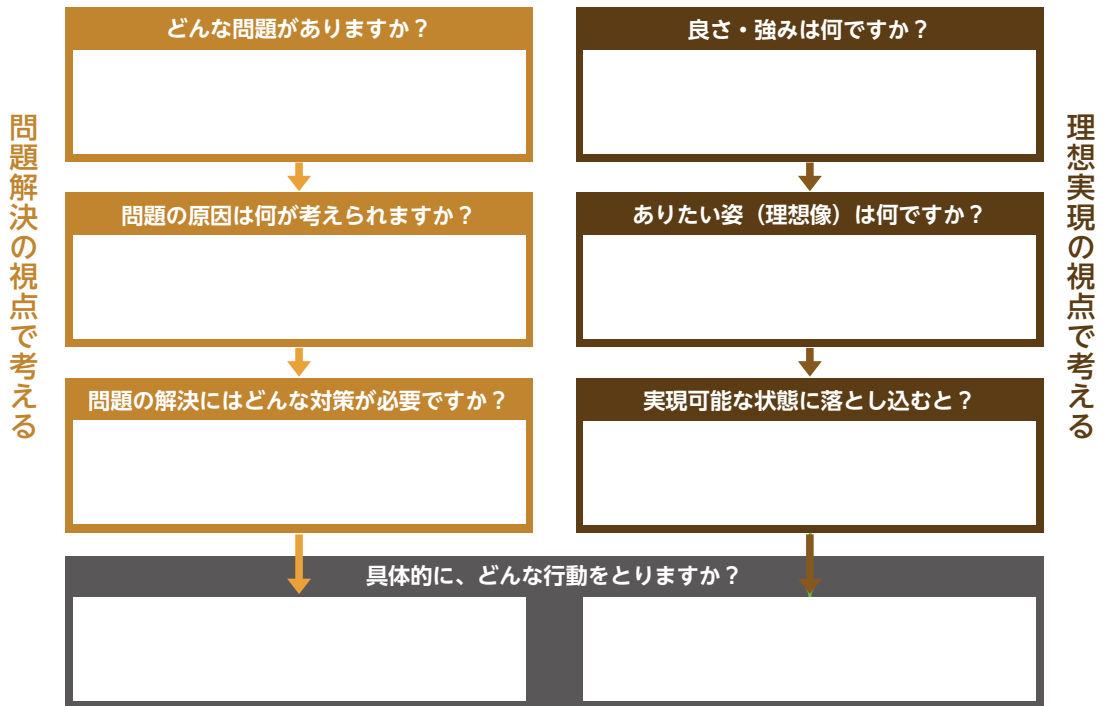 問題解決の視点で考える
どんな問題がありますか？
問題の原因は何が考えられますか？
問題の解決にはどんな対策が必要ですか？
理想実現の視点で考える
良さ・強みは何ですか？
ありたい姿（理想像）は何ですか？
実現可能な状態に落とし込むと？
具体的に、どんな行動をとりますか？